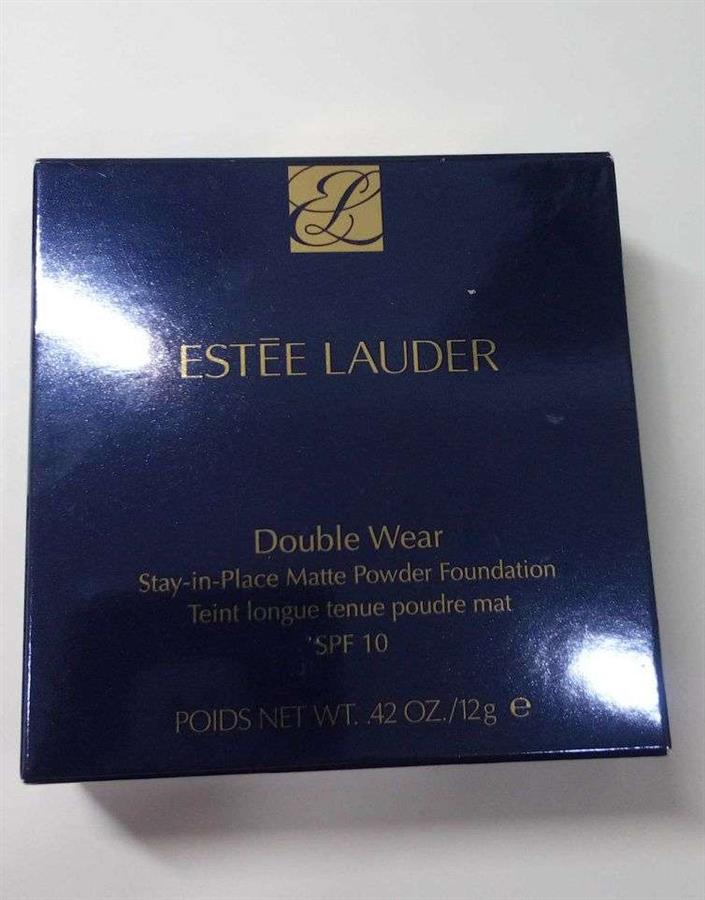 EL
ESTĒE LAUDER
Double Wear
Stay-in-Place Matte Powder Foundation
Teint longue tenue poudre mat
SPF 10
POIDS NET WT. .42 OZ./12g ℮